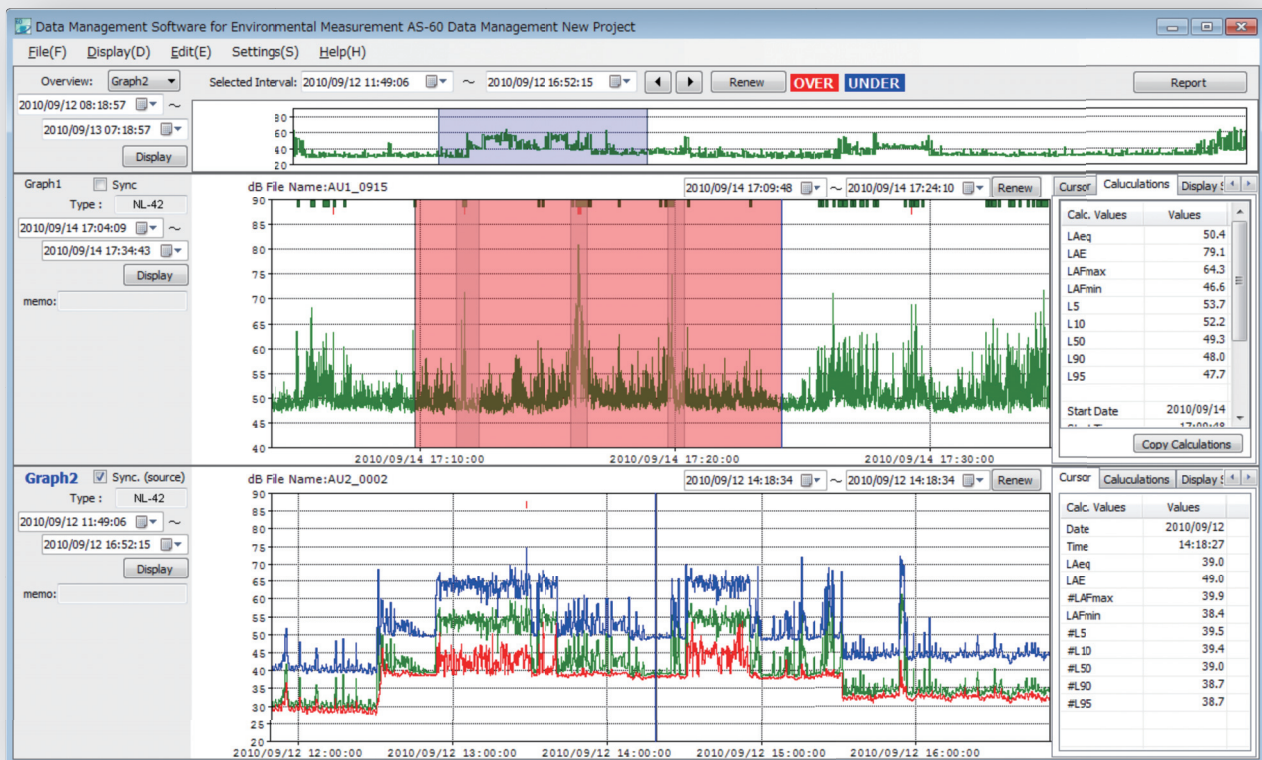 Data Management Software for Environmental Measurement AS-60 Data Management New Project
File(F) Display(D) Edit(E) Settings(S) Help(H)
Overview: Graph2 Selected Interval: 2010/09/12 11:49:06 ~ 2010/09/12 16:52:15 Renew OVER UNDER Report
2010/09/12 08:18:57 ~
2010/09/13 07:18:57
Display
80
60
40
20
Graph1 Sync
Type : NL-42
2010/09/14 17:04:09 ~
2010/09/14 17:34:43
Display
memo:
dB File Name:AU1_0915 2010/09/14 17:09:48 ~ 2010/09/14 17:24:10 Renew
90
85
80
75
70
65
60
55
50
45
40
2010/09/14 17:10:00 2010/09/14 17:20:00 2010/09/14 17:30:00
Cursor Caluculations Display S
Calc. Values Values
LAeq 50.4
LAE 79.1
LAFmax 64.3
LAFmin 46.6
L5 53.7
L10 52.2
L50 49.3
L90 48.0
L95 47.7
Start Date 2010/09/14
Copy Calculations
Graph2 Sync. (source)
Type : NL-42
2010/09/12 11:49:06 ~
2010/09/12 16:52:15
Display
memo:
dB File Name:AU2_0002 2010/09/12 14:18:34 ~ 2010/09/12 14:18:34 Renew
90
85
80
75
70
65
60
55
50
45
40
35
30
25
20
2010/09/12 12:00:00 2010/09/12 13:00:00 2010/09/12 14:00:00 2010/09/12 15:00:00 2010/09/12 16:00:00
Cursor Caluculations Display S
Calc. Values Values
Date 2010/09/12
Time 14:18:27
LAeq 39.0
LAE 49.0
#LAFmax 39.9
LAFmin 38.4
#L5 39.5
#L10 39.4
#L50 39.0
#L90 38.7
#L95 38.7